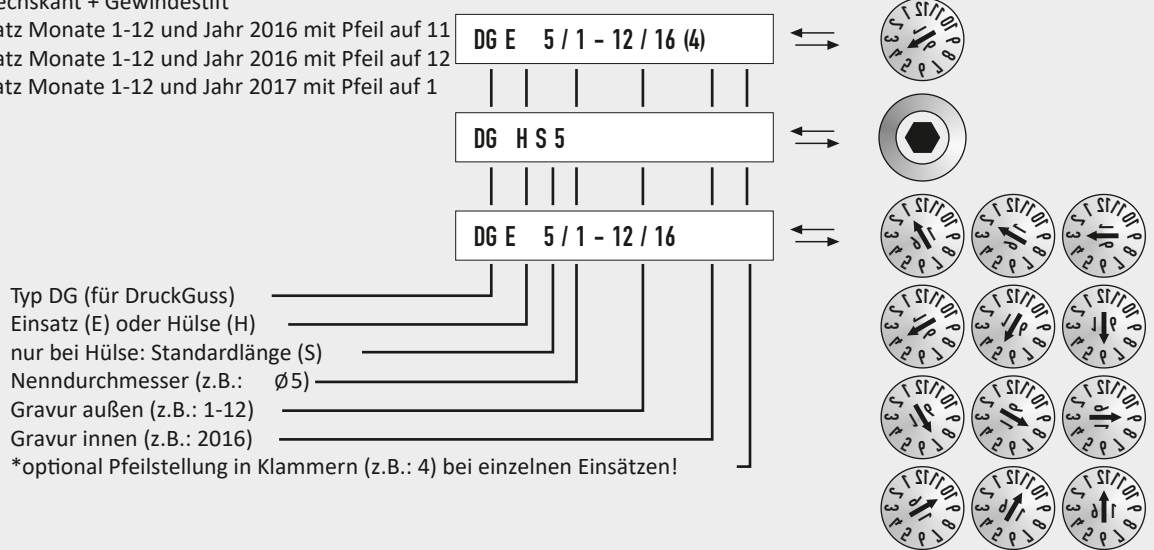 atz Monate 1-12 und Jahr 2016 mit Pfeil auf 11
atz Monate 1-12 und Jahr 2016 mit Pfeil auf 12
atz Monate 1-12 und Jahr 2017 mit Pfeil auf 1
DG E 5 / 1 – 12 / 16 (4)
DG H S 5
DG E 5 / 1 – 12 / 16
Typ DG (für DruckGuss)
Einsatz (E) oder Hülse (H)
nur bei Hülse: Standardlänge (S)
Nenndurchmesser (z.B.: Ø5)
Gravur außen (z.B.: 1-12)
Gravur innen (z.B.: 2016)
*optional Pfeilstellung in Klammern (z.B.: 4) bei einzelnen Einsätzen!